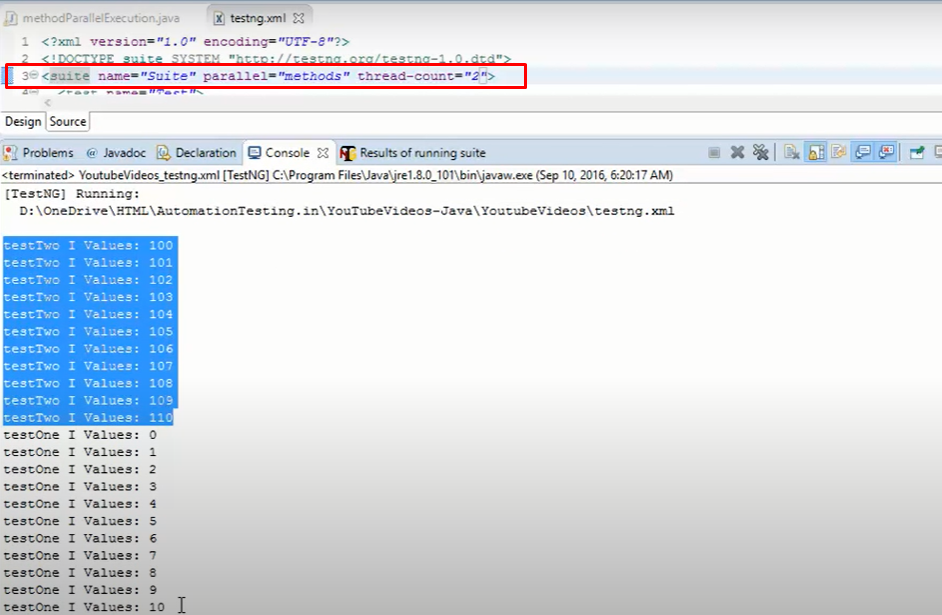 methodParallelExecution.java
testng.xml
1 <?xml version="1.0" encoding="UTF-8"?>
2 <!DOCTYPE suite SYSTEM "http://testng.org/testng-1.0.dtd">
3 <suite name="Suite" parallel="methods" thread-count="2">
4 <test name="Test">
Design Source
Problems @ Javadoc Declaration Console Results of running suite
<terminated> YoutubeVideos_testng.xml [TestNG] C:\Program Files\Java\jre1.8.0_101\bin\javaw.exe (Sep 10, 2016, 6:20:17 AM)
[TestNG] Running:
D:\OneDrive\HTML\AutomationTesting.in\YouTubeVideos-Java\YoutubeVideos\testng.xml
testTwo I Values: 100
testTwo I Values: 101
testTwo I Values: 102
testTwo I Values: 103
testTwo I Values: 104
testTwo I Values: 105
testTwo I Values: 106
testTwo I Values: 107
testTwo I Values: 108
testTwo I Values: 109
testTwo I Values: 110
testOne I Values: 0
testOne I Values: 1
testOne I Values: 2
testOne I Values: 3
testOne I Values: 4
testOne I Values: 5
testOne I Values: 6
testOne I Values: 7
testOne I Values: 8
testOne I Values: 9
testOne I Values: 10